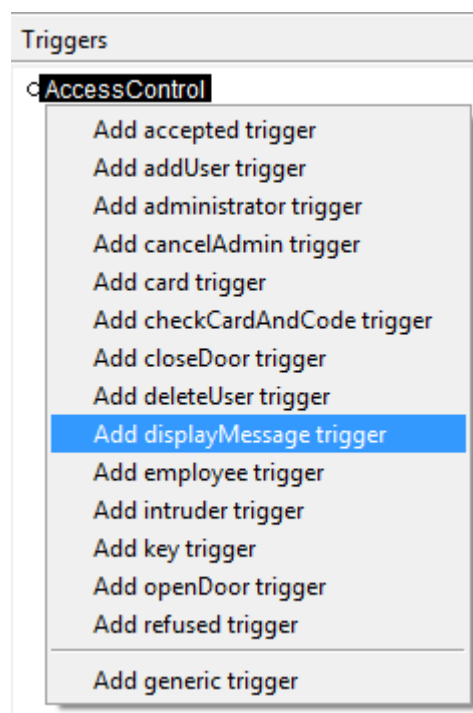 Triggers
AccessControl
Add accepted trigger
Add addUser trigger
Add administrator trigger
Add cancelAdmin trigger
Add card trigger
Add checkCardAndCode trigger
Add closeDoor trigger
Add deleteUser trigger
Add displayMessage trigger
Add employee trigger
Add intruder trigger
Add key trigger
Add openDoor trigger
Add refused trigger
Add generic trigger